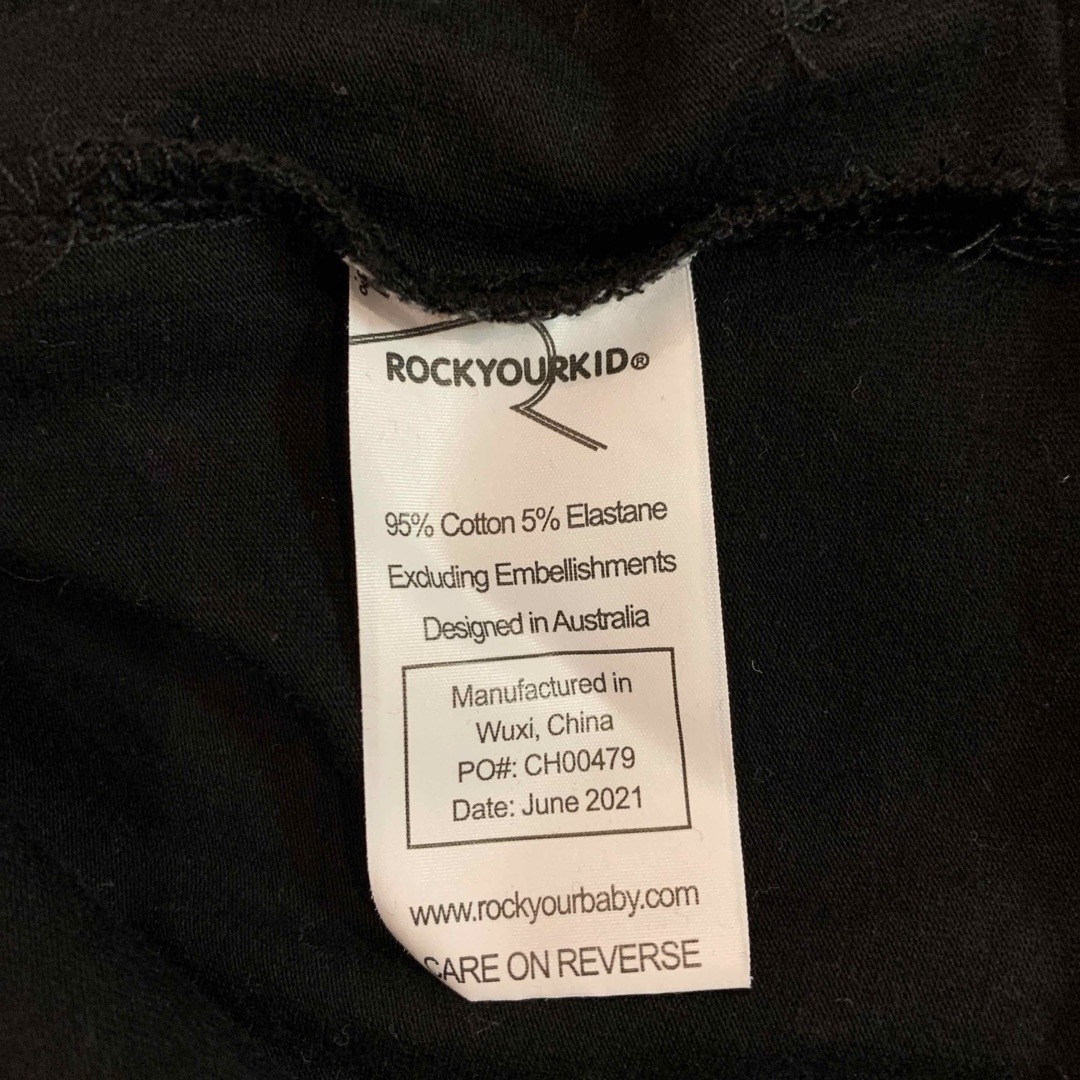 ROCKYOURKID®
95% Cotton 5% Elastane
Excluding Embellishments
Designed in Australia
Manufactured in
Wuxi, China
PO#: CH00479
Date: June 2021
www.rockyourbaby.com
CARE ON REVERSE